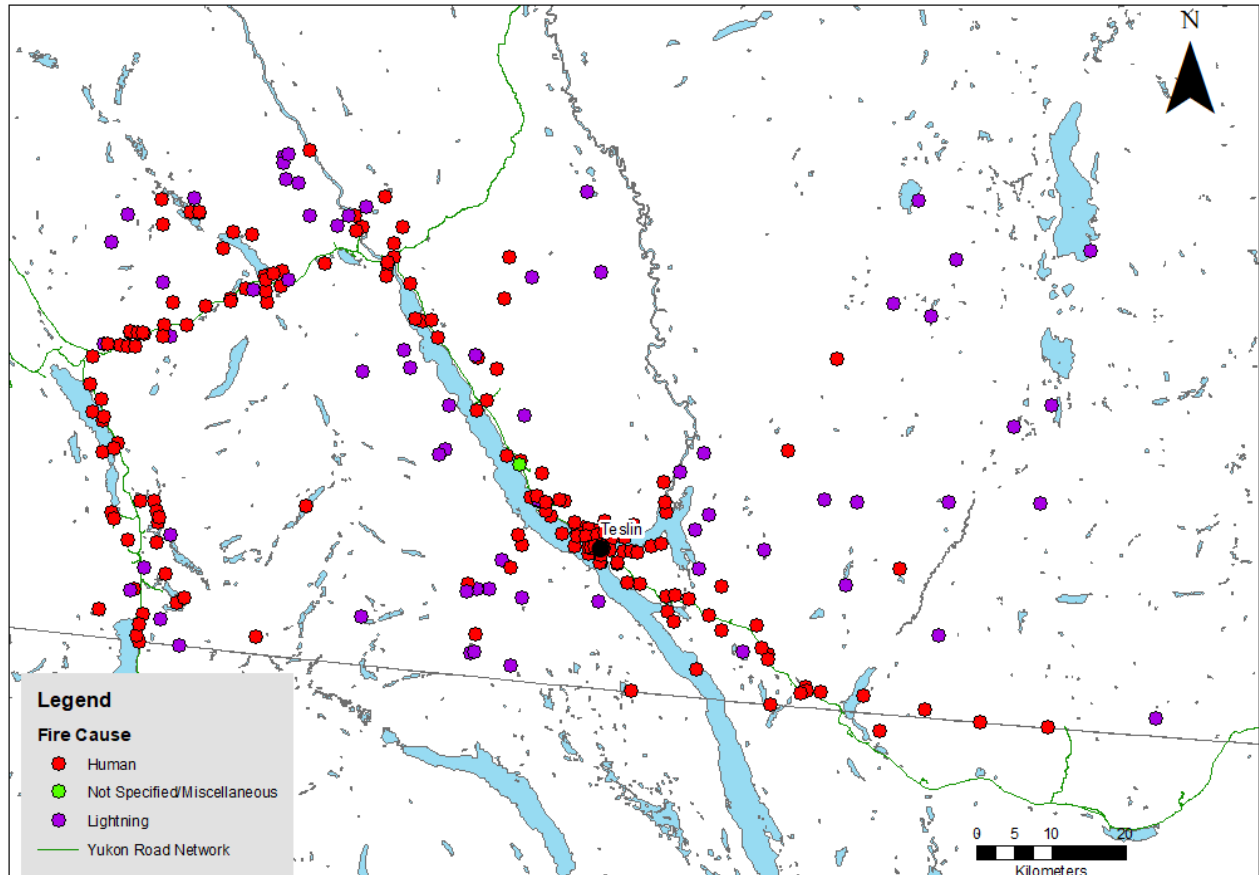 N
Teslin
Legend
Fire Cause
Human
Not Specified/Miscellaneous
Lightning
Yukon Road Network
0 5 10 20
Kilometers